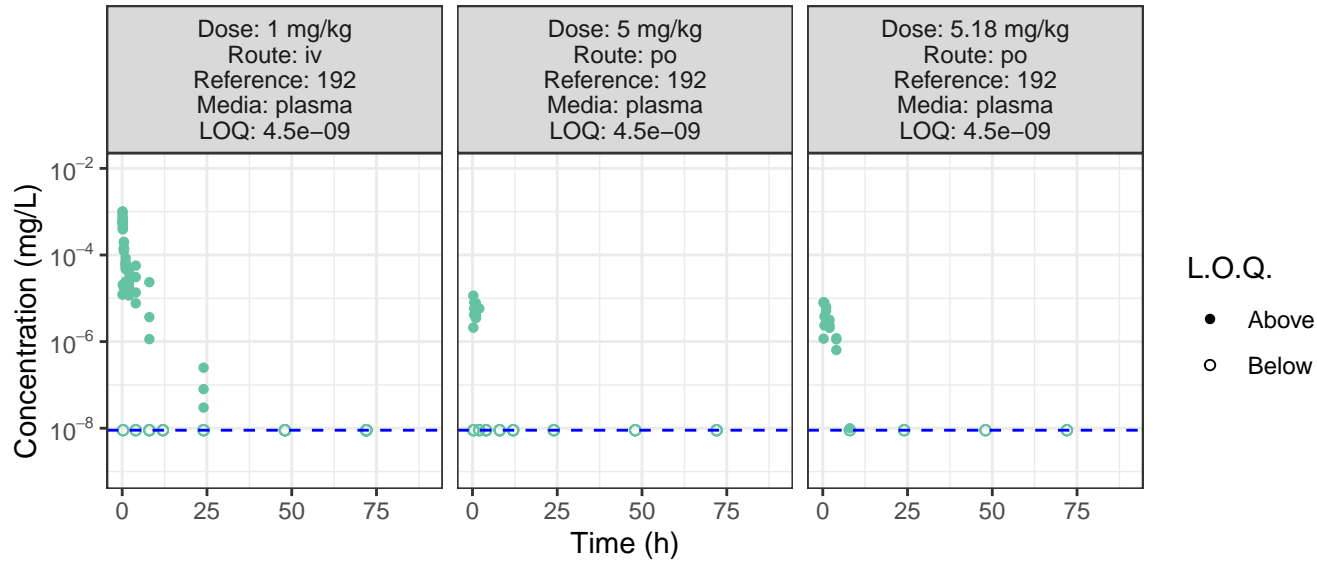 Dose: 1 mg/kg
Route: iv
Reference: 192
Media: plasma
LOQ: 4.5e−09
Dose: 5 mg/kg
Route: po
Reference: 192
Media: plasma
LOQ: 4.5e−09
Dose: 5.18 mg/kg
Route: po
Reference: 192
Media: plasma
LOQ: 4.5e−09
Concentration (mg/L)
10⁻²
10⁻⁴
10⁻⁶
10⁻⁸
0 25 50 75
0 25 50 75
0 25 50 75
Time (h)
L.O.Q.
Above
Below